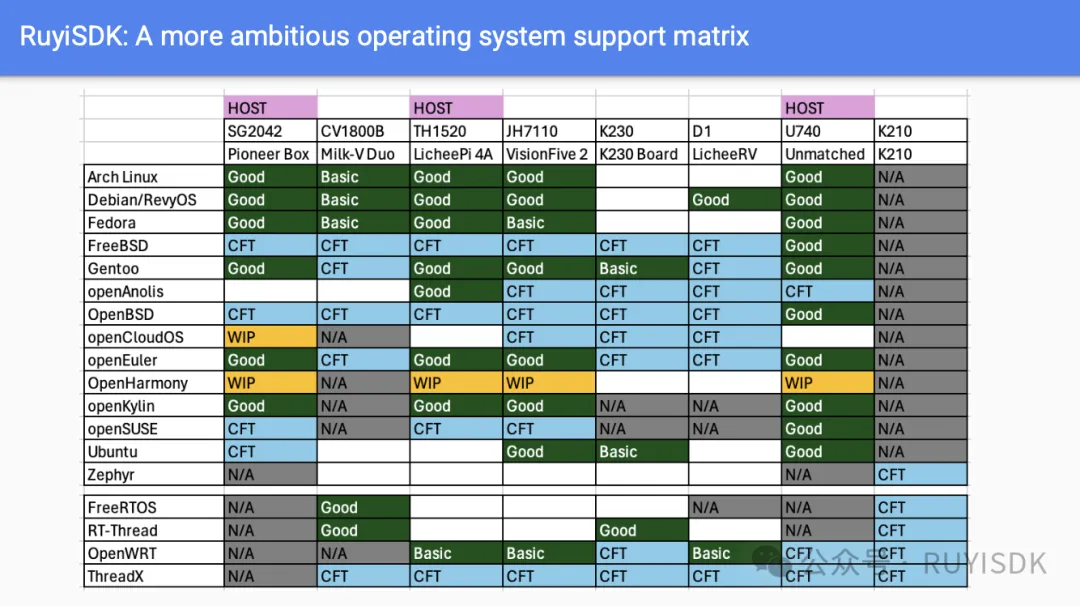 RuyiSDK: A more ambitious operating system support matrix
HOST HOST HOST
SG2042 CV1800B TH1520 JH7110 K230 D1 U740 K210
Pioneer Box Milk-V Duo LicheePi 4A VisionFive 2 K230 Board LicheeRV Unmatched K210
Arch Linux Good Basic Good Good Good N/A
Debian/RevyOS Good Basic Good Good Good Good N/A
Fedora Good Basic Good Basic Good N/A
FreeBSD CFT CFT CFT CFT CFT CFT Good N/A
Gentoo Good CFT Good Good Basic CFT Good N/A
openAnolis Good CFT CFT CFT CFT N/A
OpenBSD CFT CFT CFT CFT CFT CFT Good N/A
openCloudOS WIP N/A CFT CFT CFT N/A
openEuler Good CFT Good Good CFT CFT Good N/A
OpenHarmony WIP N/A WIP WIP WIP N/A
openKylin Good N/A Good Good N/A N/A Good N/A
openSUSE CFT N/A CFT CFT N/A N/A Good N/A
Ubuntu CFT Good Basic Good N/A
Zephyr N/A N/A CFT
FreeRTOS N/A Good N/A N/A CFT
RT-Thread N/A Good Good N/A CFT
OpenWRT N/A N/A Basic Basic CFT Basic CFT CFT
公众号 · RUYISDK
ThreadX N/A CFT CFT CFT CFT CFT CFT CFT